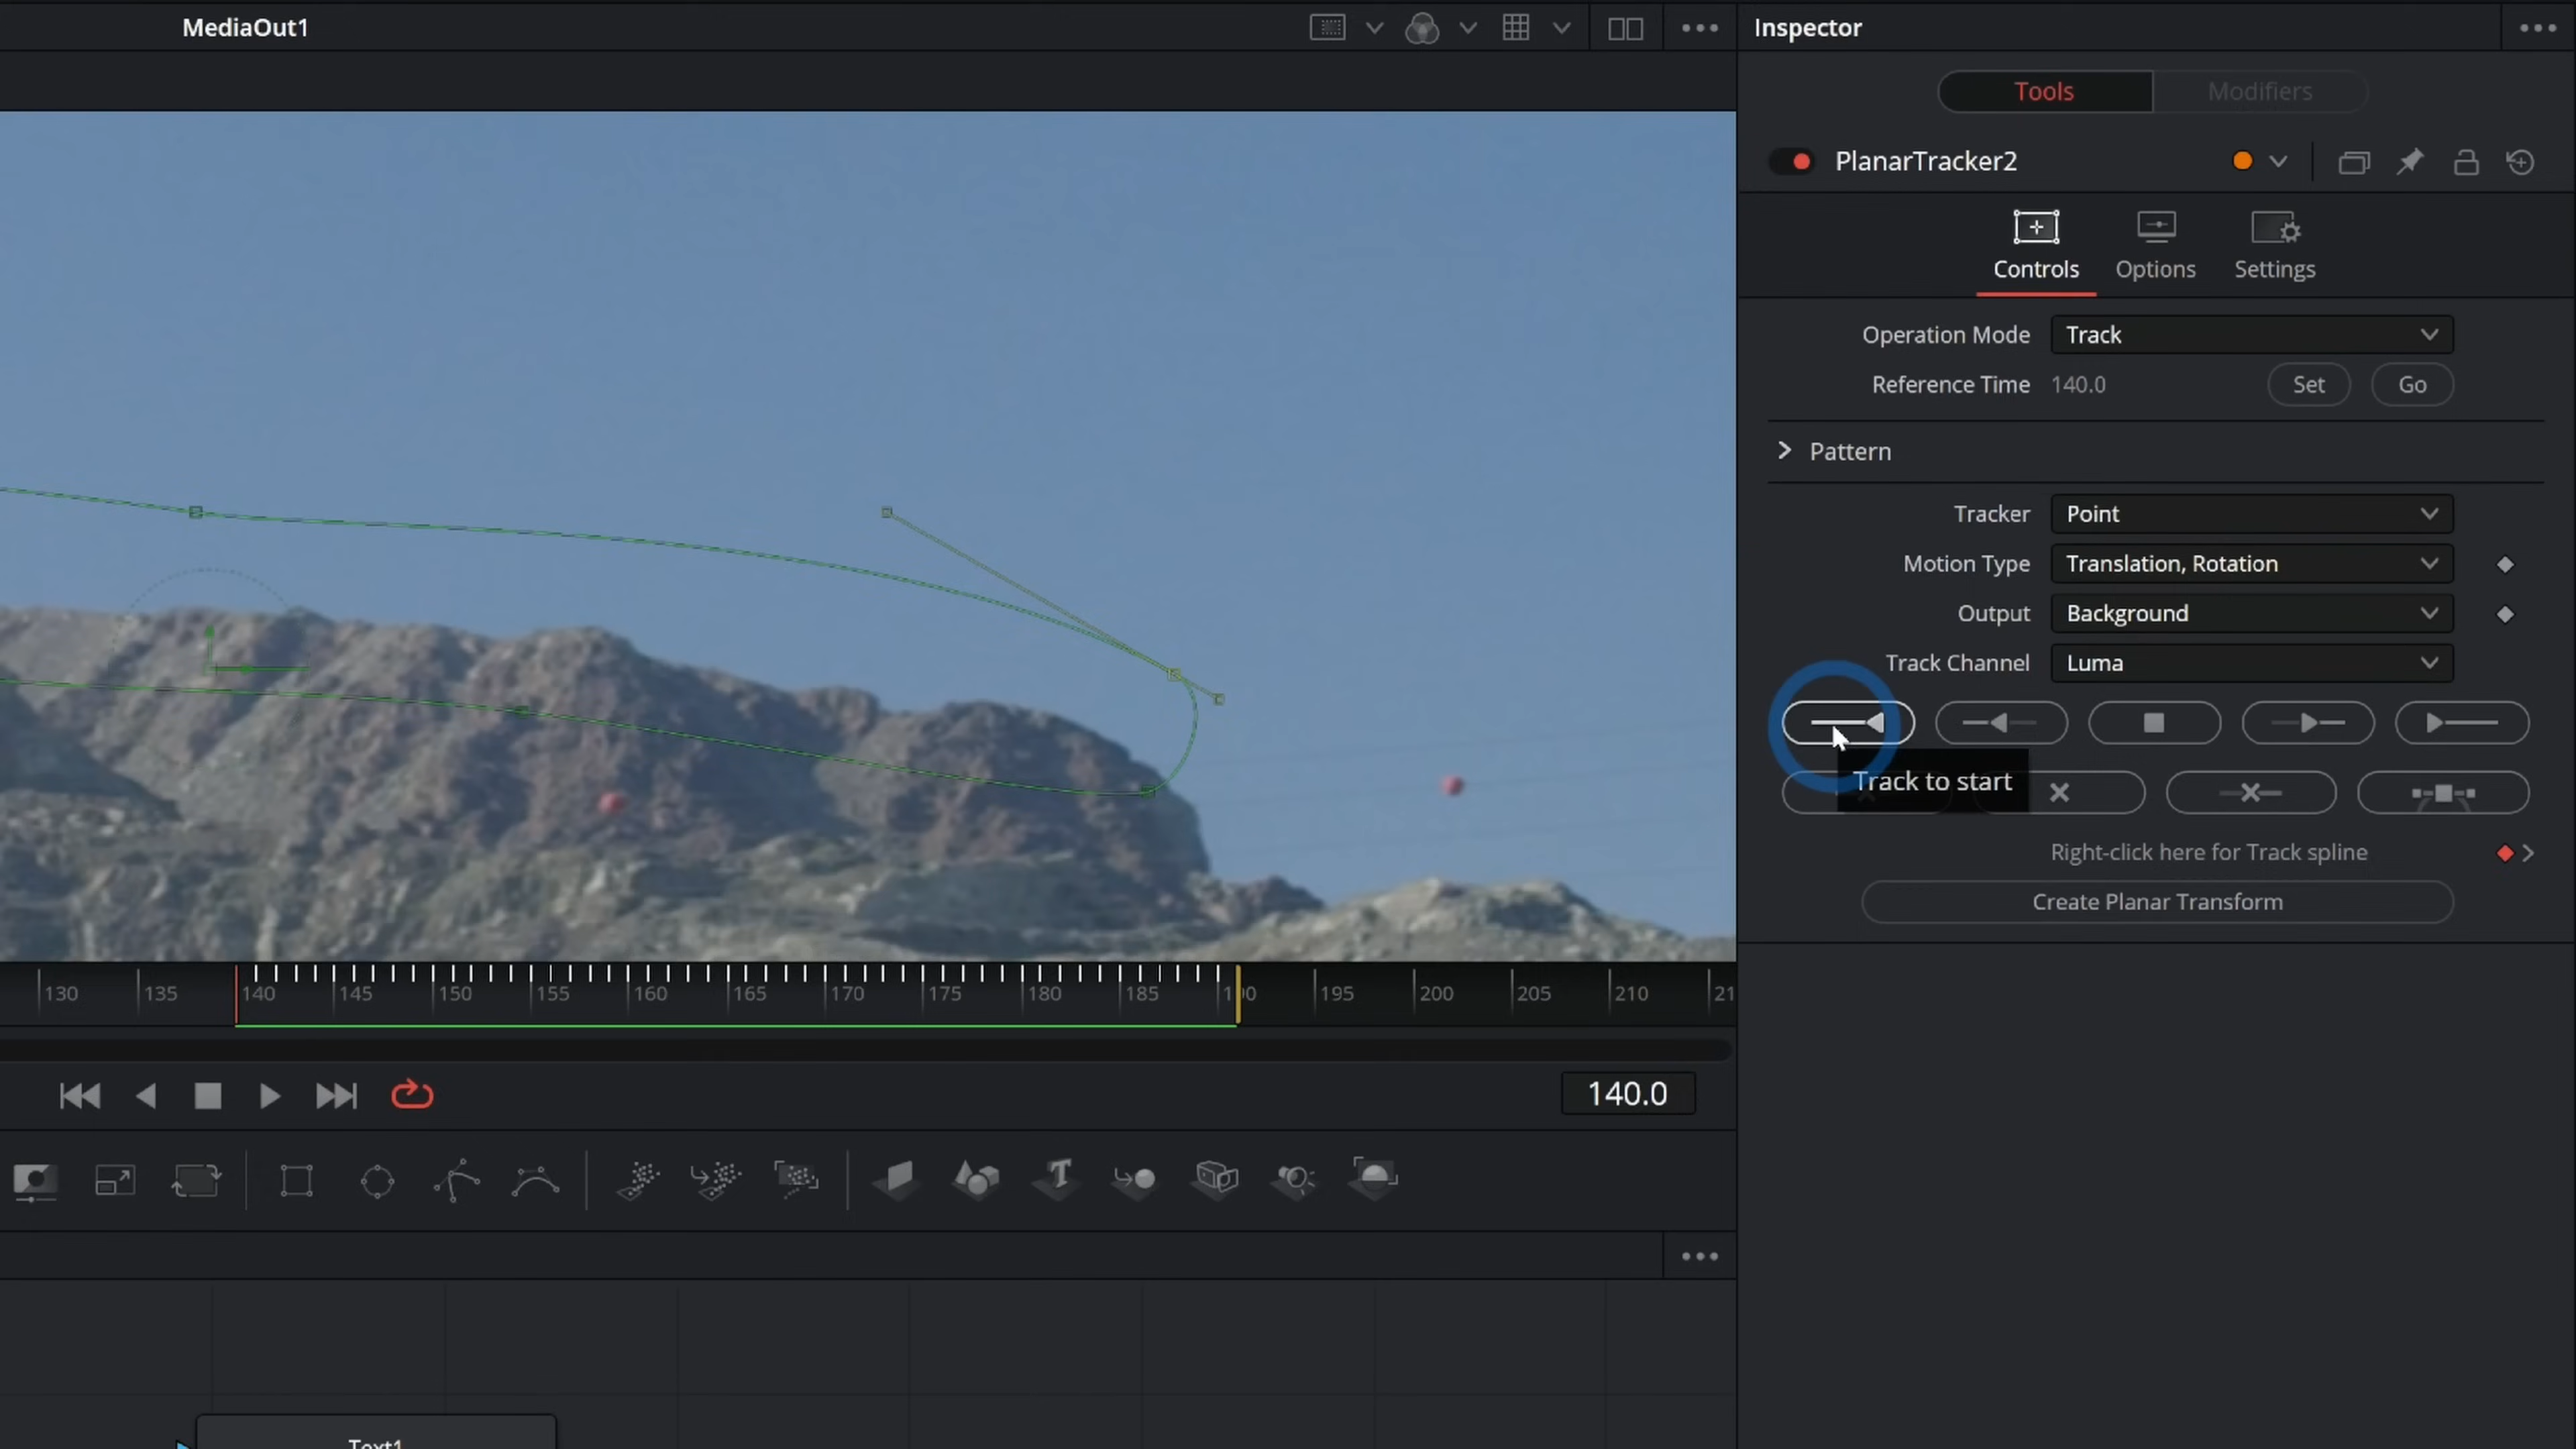 MediaOut1
Inspector
Tools
Modifiers
PlanarTracker2
Controls
Options
Settings
Operation Mode
Track
Reference Time
140.0
Set
Go
Pattern
Tracker
Point
Motion Type
Translation, Rotation
Output
Background
Track Channel
Luma
Track to start
Right-click here for Track spline
Create Planar Transform
130 135 140 145 150 155 160 165 170 175 180 185 190 195 200 205 210
140.0
Text1